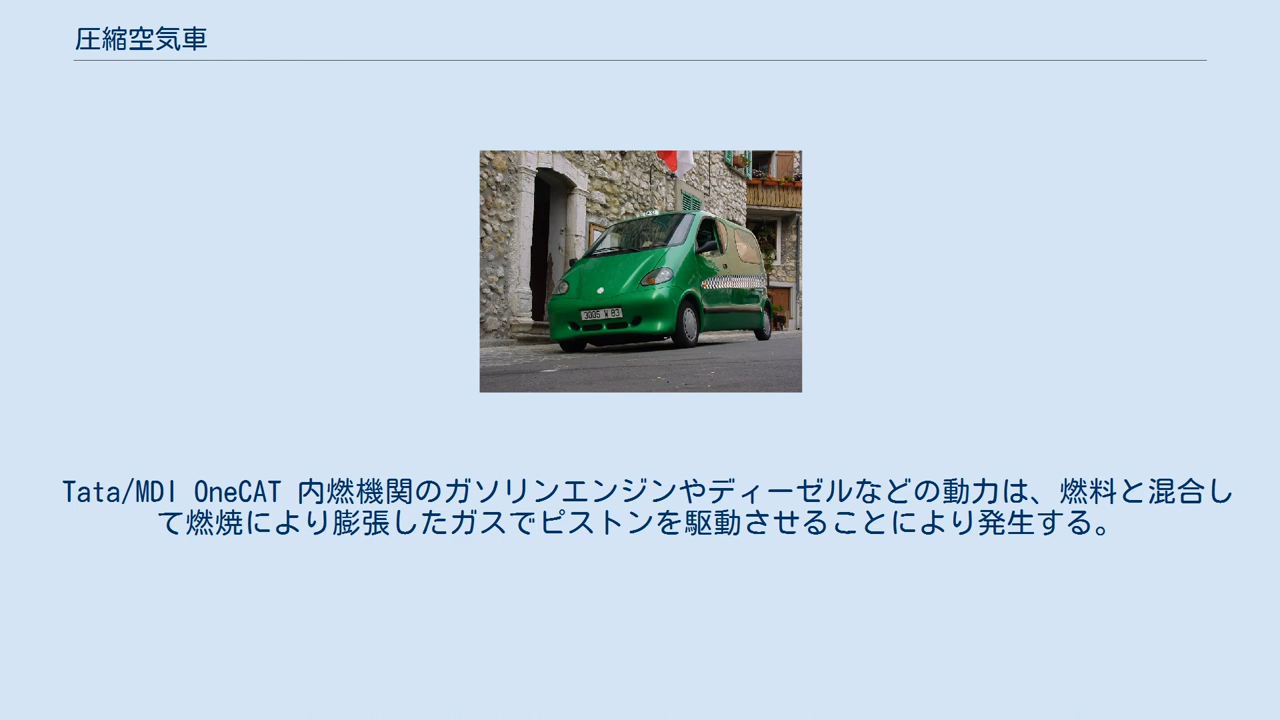 圧縮空気車
3005 W 83
Tata/MDI OneCAT 内燃機関のガソリンエンジンやディーゼルなどの動力は、燃料と混合し
て燃焼により膨張したガスでピストンを駆動させることにより発生する。